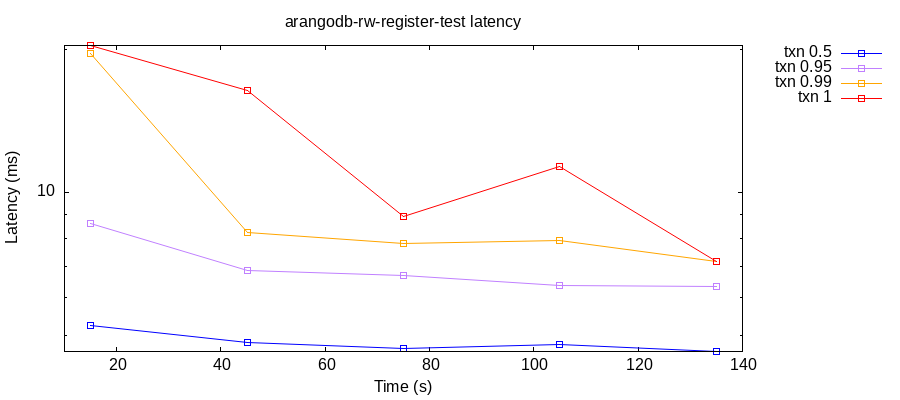 arangodb-rw-register-test latency
txn 0.5
txn 0.95
txn 0.99
txn 1
Latency (ms)
10
20 40 60 80 100 120 140
Time (s)